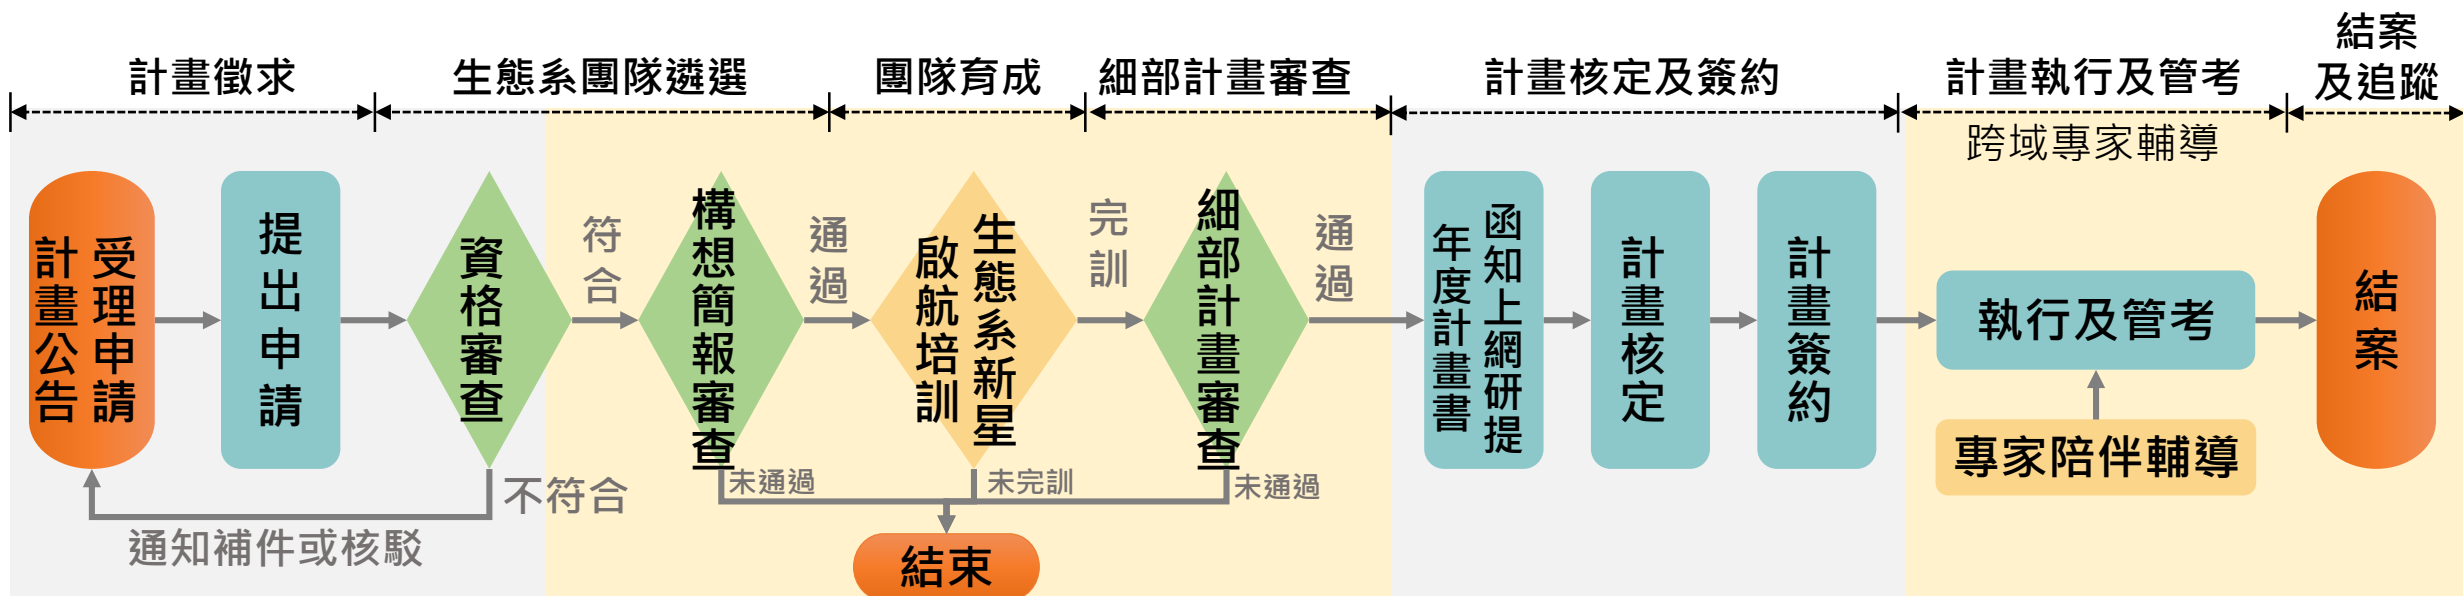 計畫徵求
生態系團隊遴選
團隊育成
細部計畫審查
計畫核定及簽約
計畫執行及管考
結案
及追蹤
跨域專家輔導
受理申請
計畫公告
提出申請
資格審查
符合
構想簡報審查
通過
生態系新星
啟航培訓
完訓
細部計畫審查
通過
函知上網研提
年度計畫書
計畫核定
計畫簽約
執行及管考
專家陪伴輔導
結案
不符合
通知補件或核駁
未通過
未完訓
未通過
結束